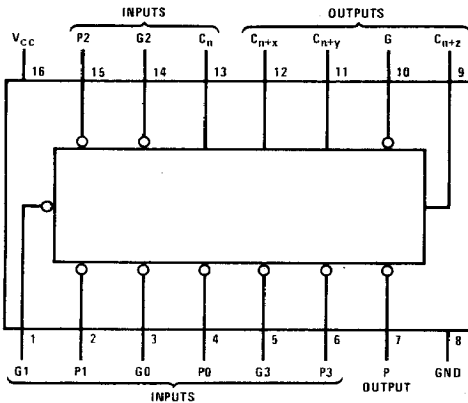 INPUTS OUTPUTS
VCC P2 G2 Cn Cn+x Cn+y G Cn+z
16 15 14 13 12 11 10 9
1 2 3 4 5 6 7 8
G1 P1 G0 P0 G3 P3 P GND
INPUTS OUTPUT